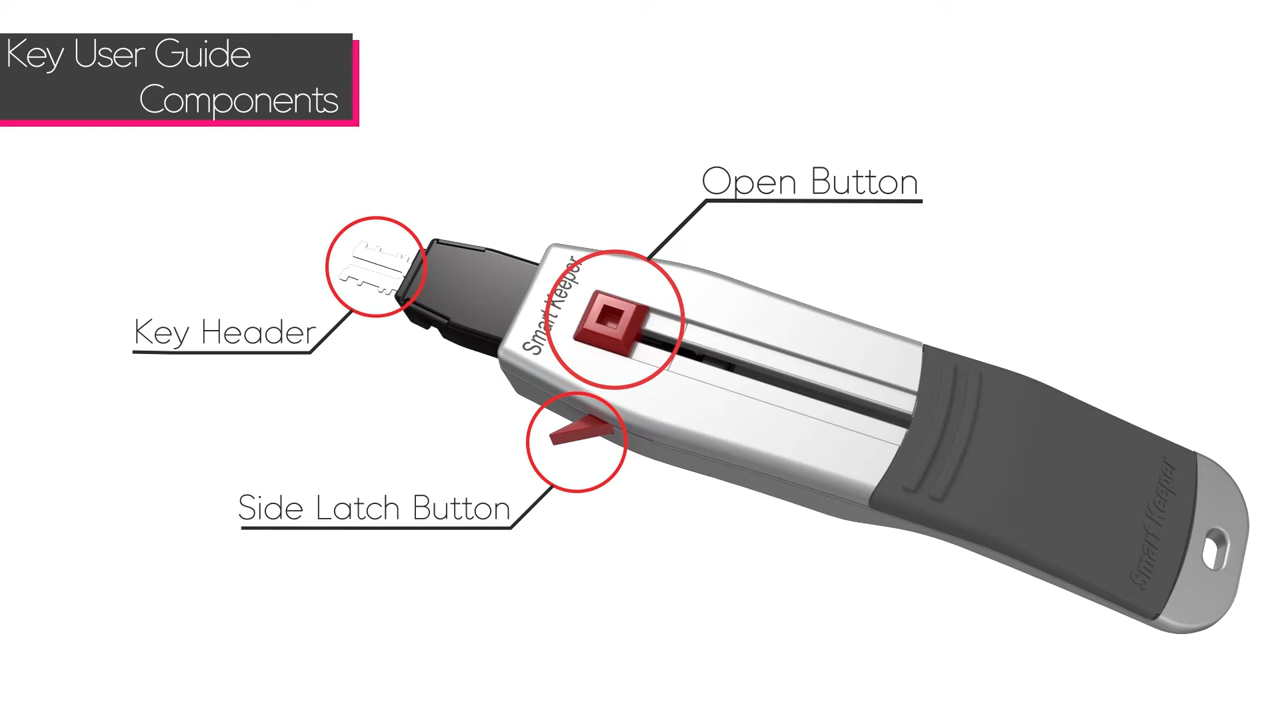 Key User Guide
Components
Open Button
Smart Keeper
Key Header
Side Latch Button
Smart Keeper